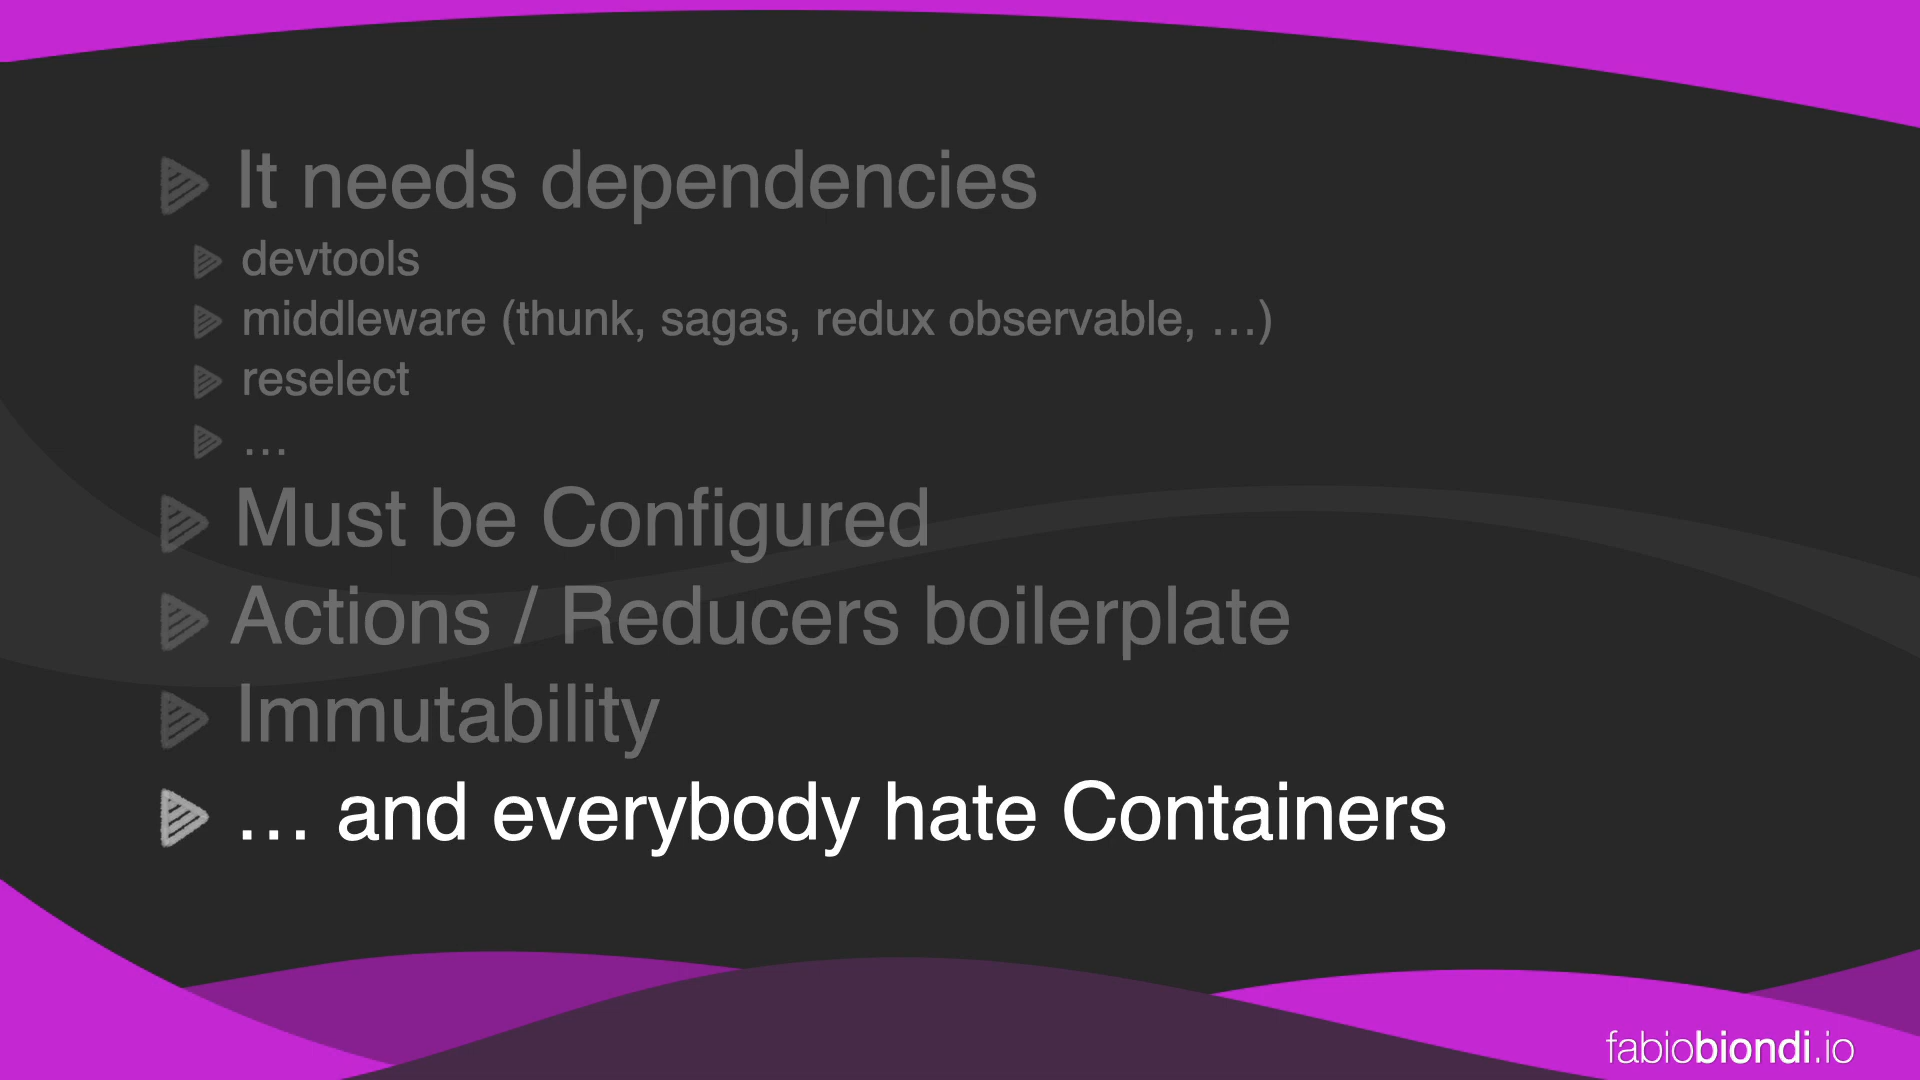 It needs dependencies
devtools
middleware (thunk, sagas, redux observable, …)
reselect
…
Must be Configured
Actions / Reducers boilerplate
Immutability
… and everybody hate Containers
fabiobiondi.io